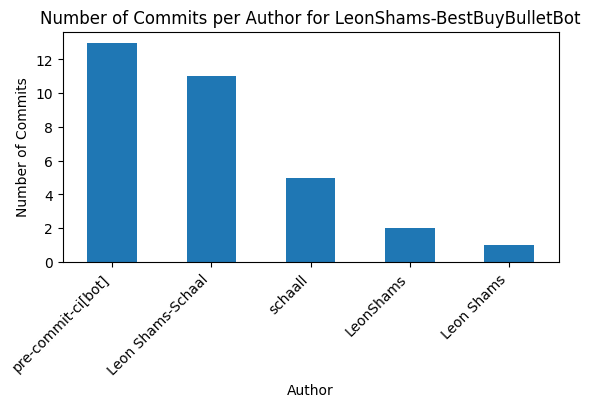 Number of Commits per Author for LeonShams-BestBuyBulletBot
Number of Commits
12
10
8
6
4
2
0
pre-commit-ci[bot]
Leon Shams-Schaal
schaall
LeonShams
Leon Shams
Author